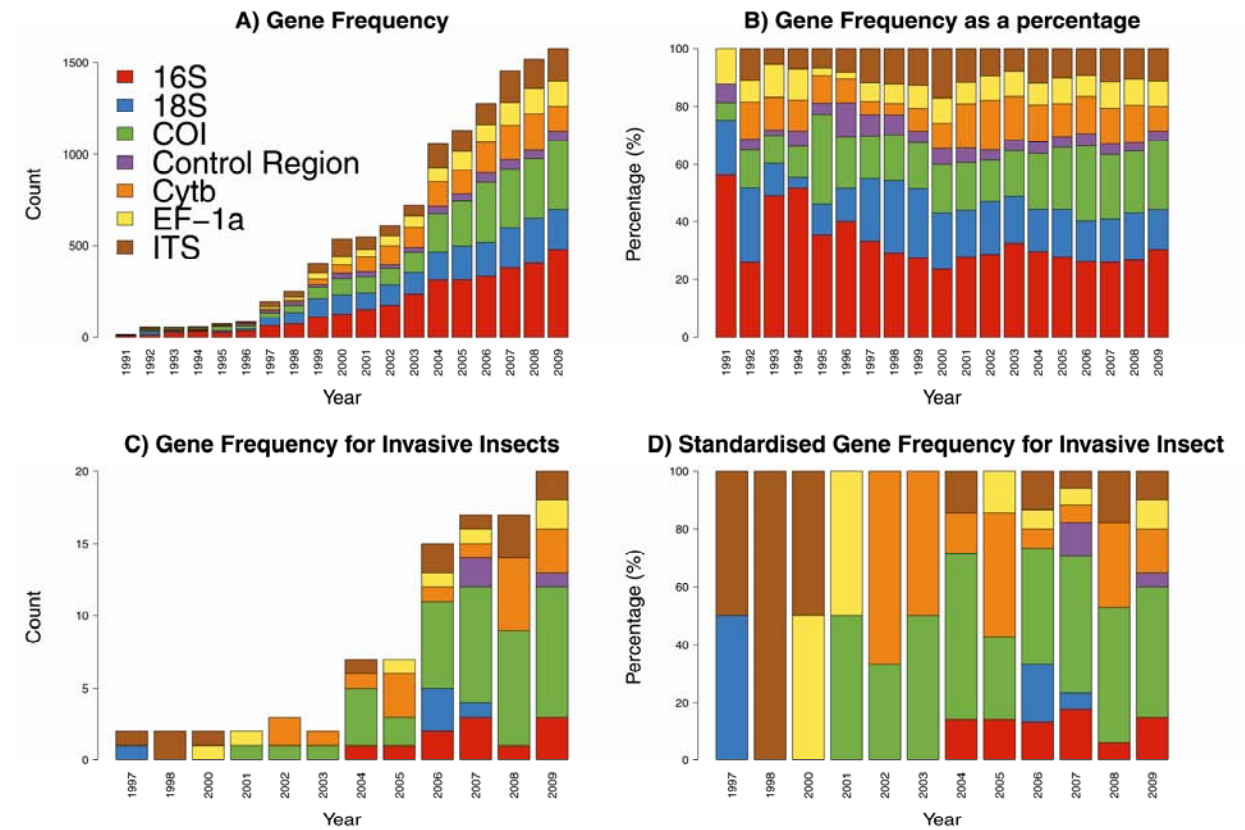 A) Gene Frequency
1500
1000
500
0
Count
16S
18S
COI
Control Region
Cytb
EF−1a
ITS
1991 1992 1993 1994 1995 1996 1997 1998 1999 2000 2001 2002 2003 2004 2005 2006 2007 2008 2009
Year
B) Gene Frequency as a percentage
100
80
60
40
20
0
Percentage (%)
1991 1992 1993 1994 1995 1996 1997 1998 1999 2000 2001 2002 2003 2004 2005 2006 2007 2008 2009
Year
C) Gene Frequency for Invasive Insects
20
15
10
5
0
Count
1997 1998 2000 2001 2002 2003 2004 2005 2006 2007 2008 2009
Year
D) Standardised Gene Frequency for Invasive Insect
100
80
60
40
20
0
Percentage (%)
1997 1998 2000 2001 2002 2003 2004 2005 2006 2007 2008 2009
Year